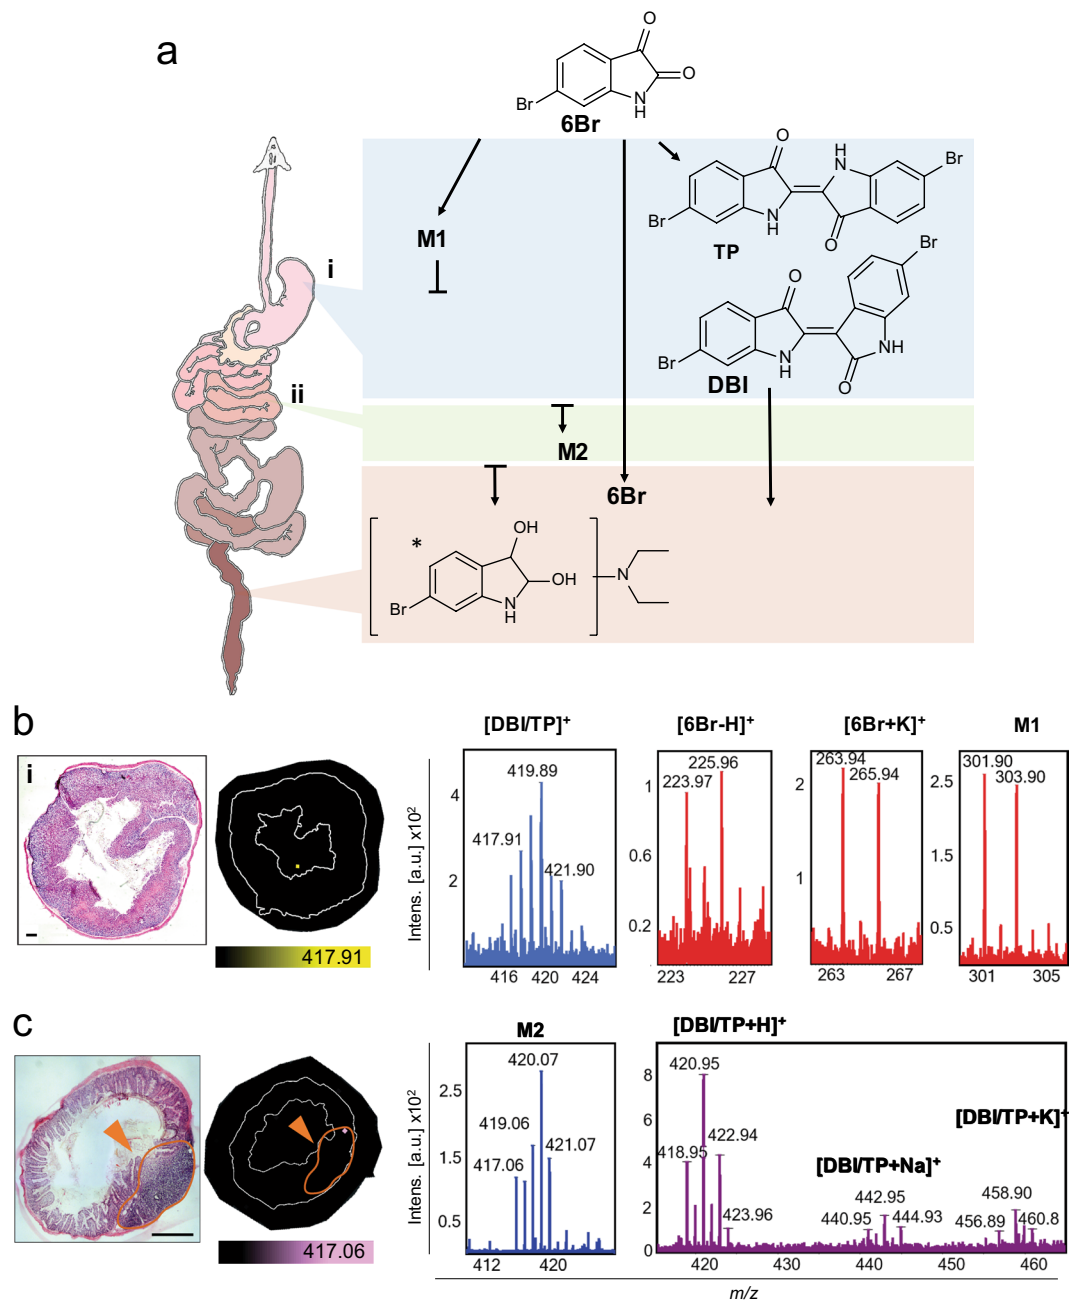 a
O
O
Br
N
H
6Br
i
M1
O
H
N
Br
Br
N
H
O
TP
Br
O
Br
N
H
NH
O
DBI
ii
M2
6Br
*
OH
OH
Br
N
H
N
b
i
417.91
Intens. [a.u.] x10²
[DBI/TP]⁺
4
2
419.89
417.91
421.90
416 420 424
[6Br-H]⁺
1
0.6
0.2
225.96
223.97
223 227
[6Br+K]⁺
2
1
263.94
265.94
263 267
M1
2.5
1.5
0.5
301.90
303.90
301 305
c
417.06
Intens. [a.u.] x10²
M2
2.5
1.5
0.5
420.07
419.06
421.07
417.06
412 420
[DBI/TP+H]⁺
8
6
4
2
0
420.95
422.94
418.95
423.96
[DBI/TP+Na]⁺
442.95
440.95
444.93
[DBI/TP+K]⁺
458.90
456.89
460.8
420 430 440 450 460
m/z